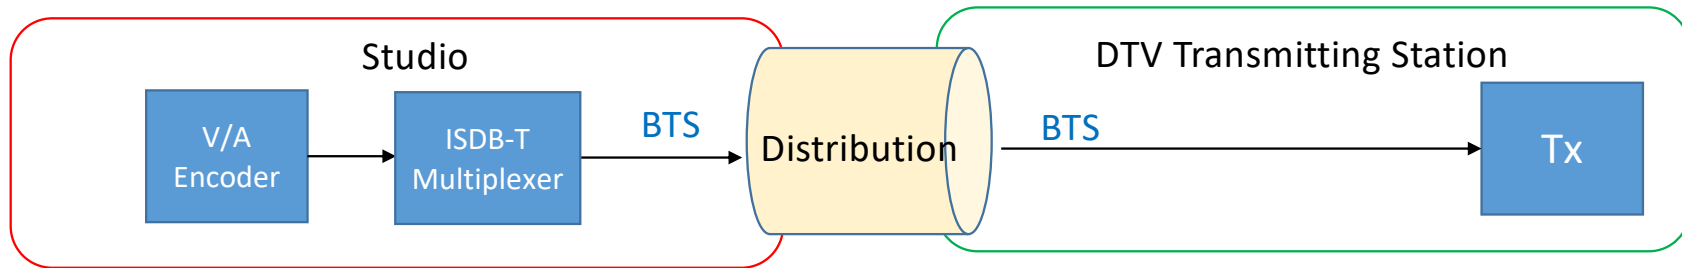 Studio
V/A
Encoder
ISDB-T
Multiplexer
BTS
Distribution
DTV Transmitting Station
BTS
Tx